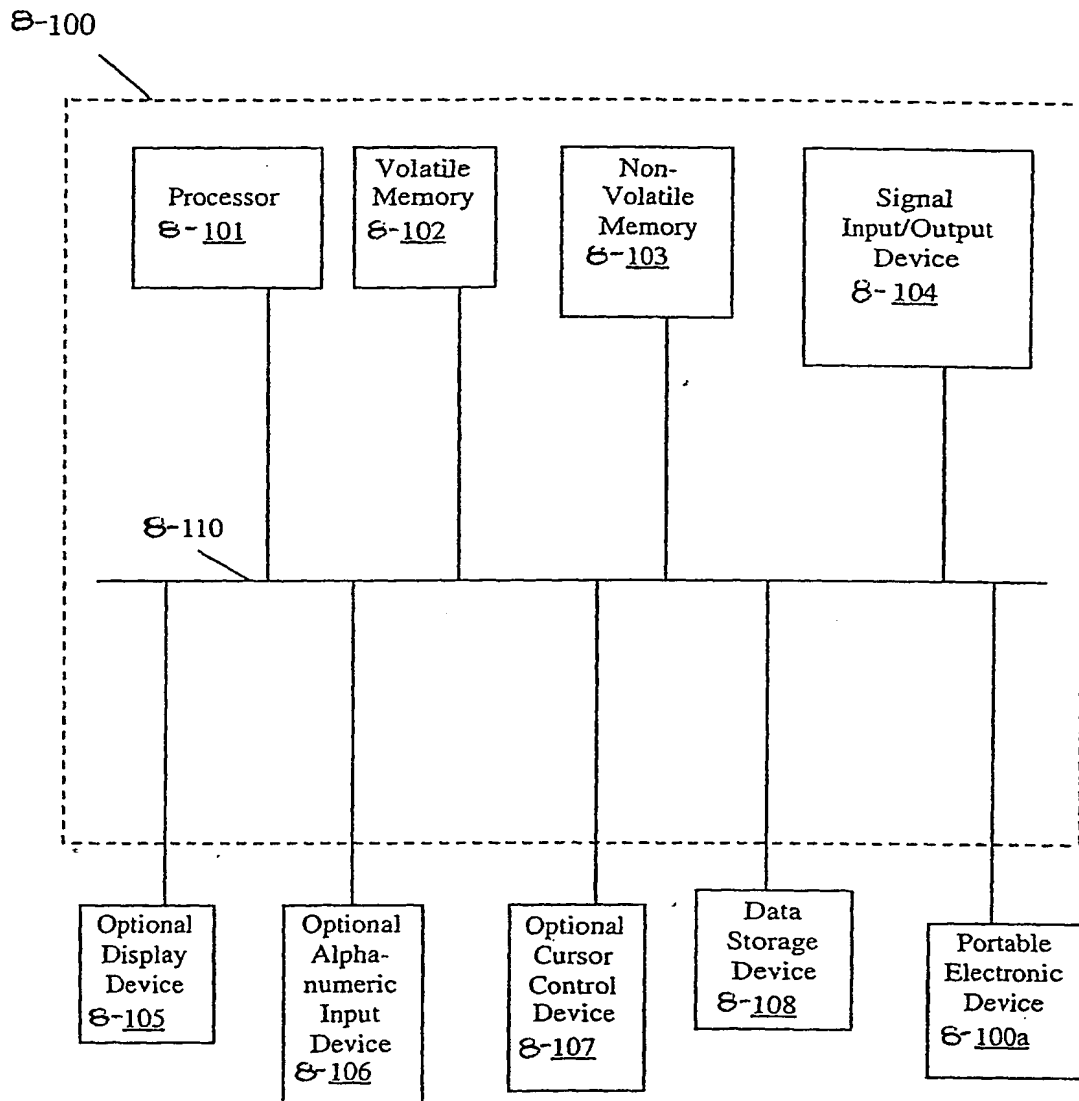 8-100
Processor
8-101
Volatile
Memory
8-102
Non-
Volatile
Memory
8-103
Signal
Input/Output
Device
8-104
8-110
Optional
Display
Device
8-105
Optional
Alpha-
numeric
Input
Device
8-106
Optional
Cursor
Control
Device
8-107
Data
Storage
Device
8-108
Portable
Electronic
Device
8-100a